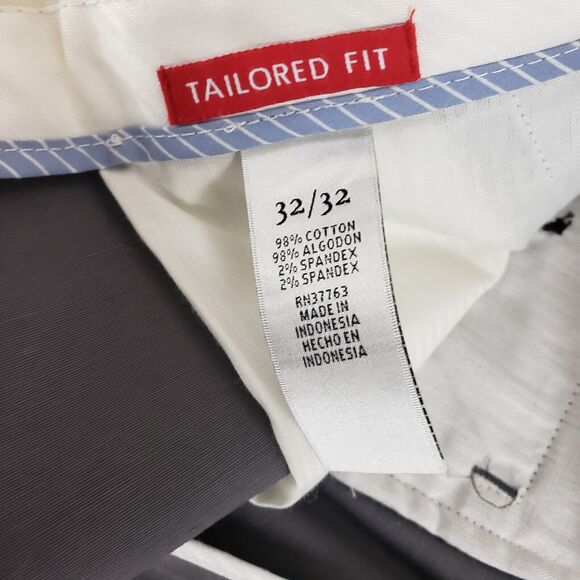 TAILORED FIT
32/32
98% COTTON
98% ALGODON
2% SPANDEX
2% SPANDEX
RN37763
MADE IN
INDONESIA
HECHO EN
INDONESIA